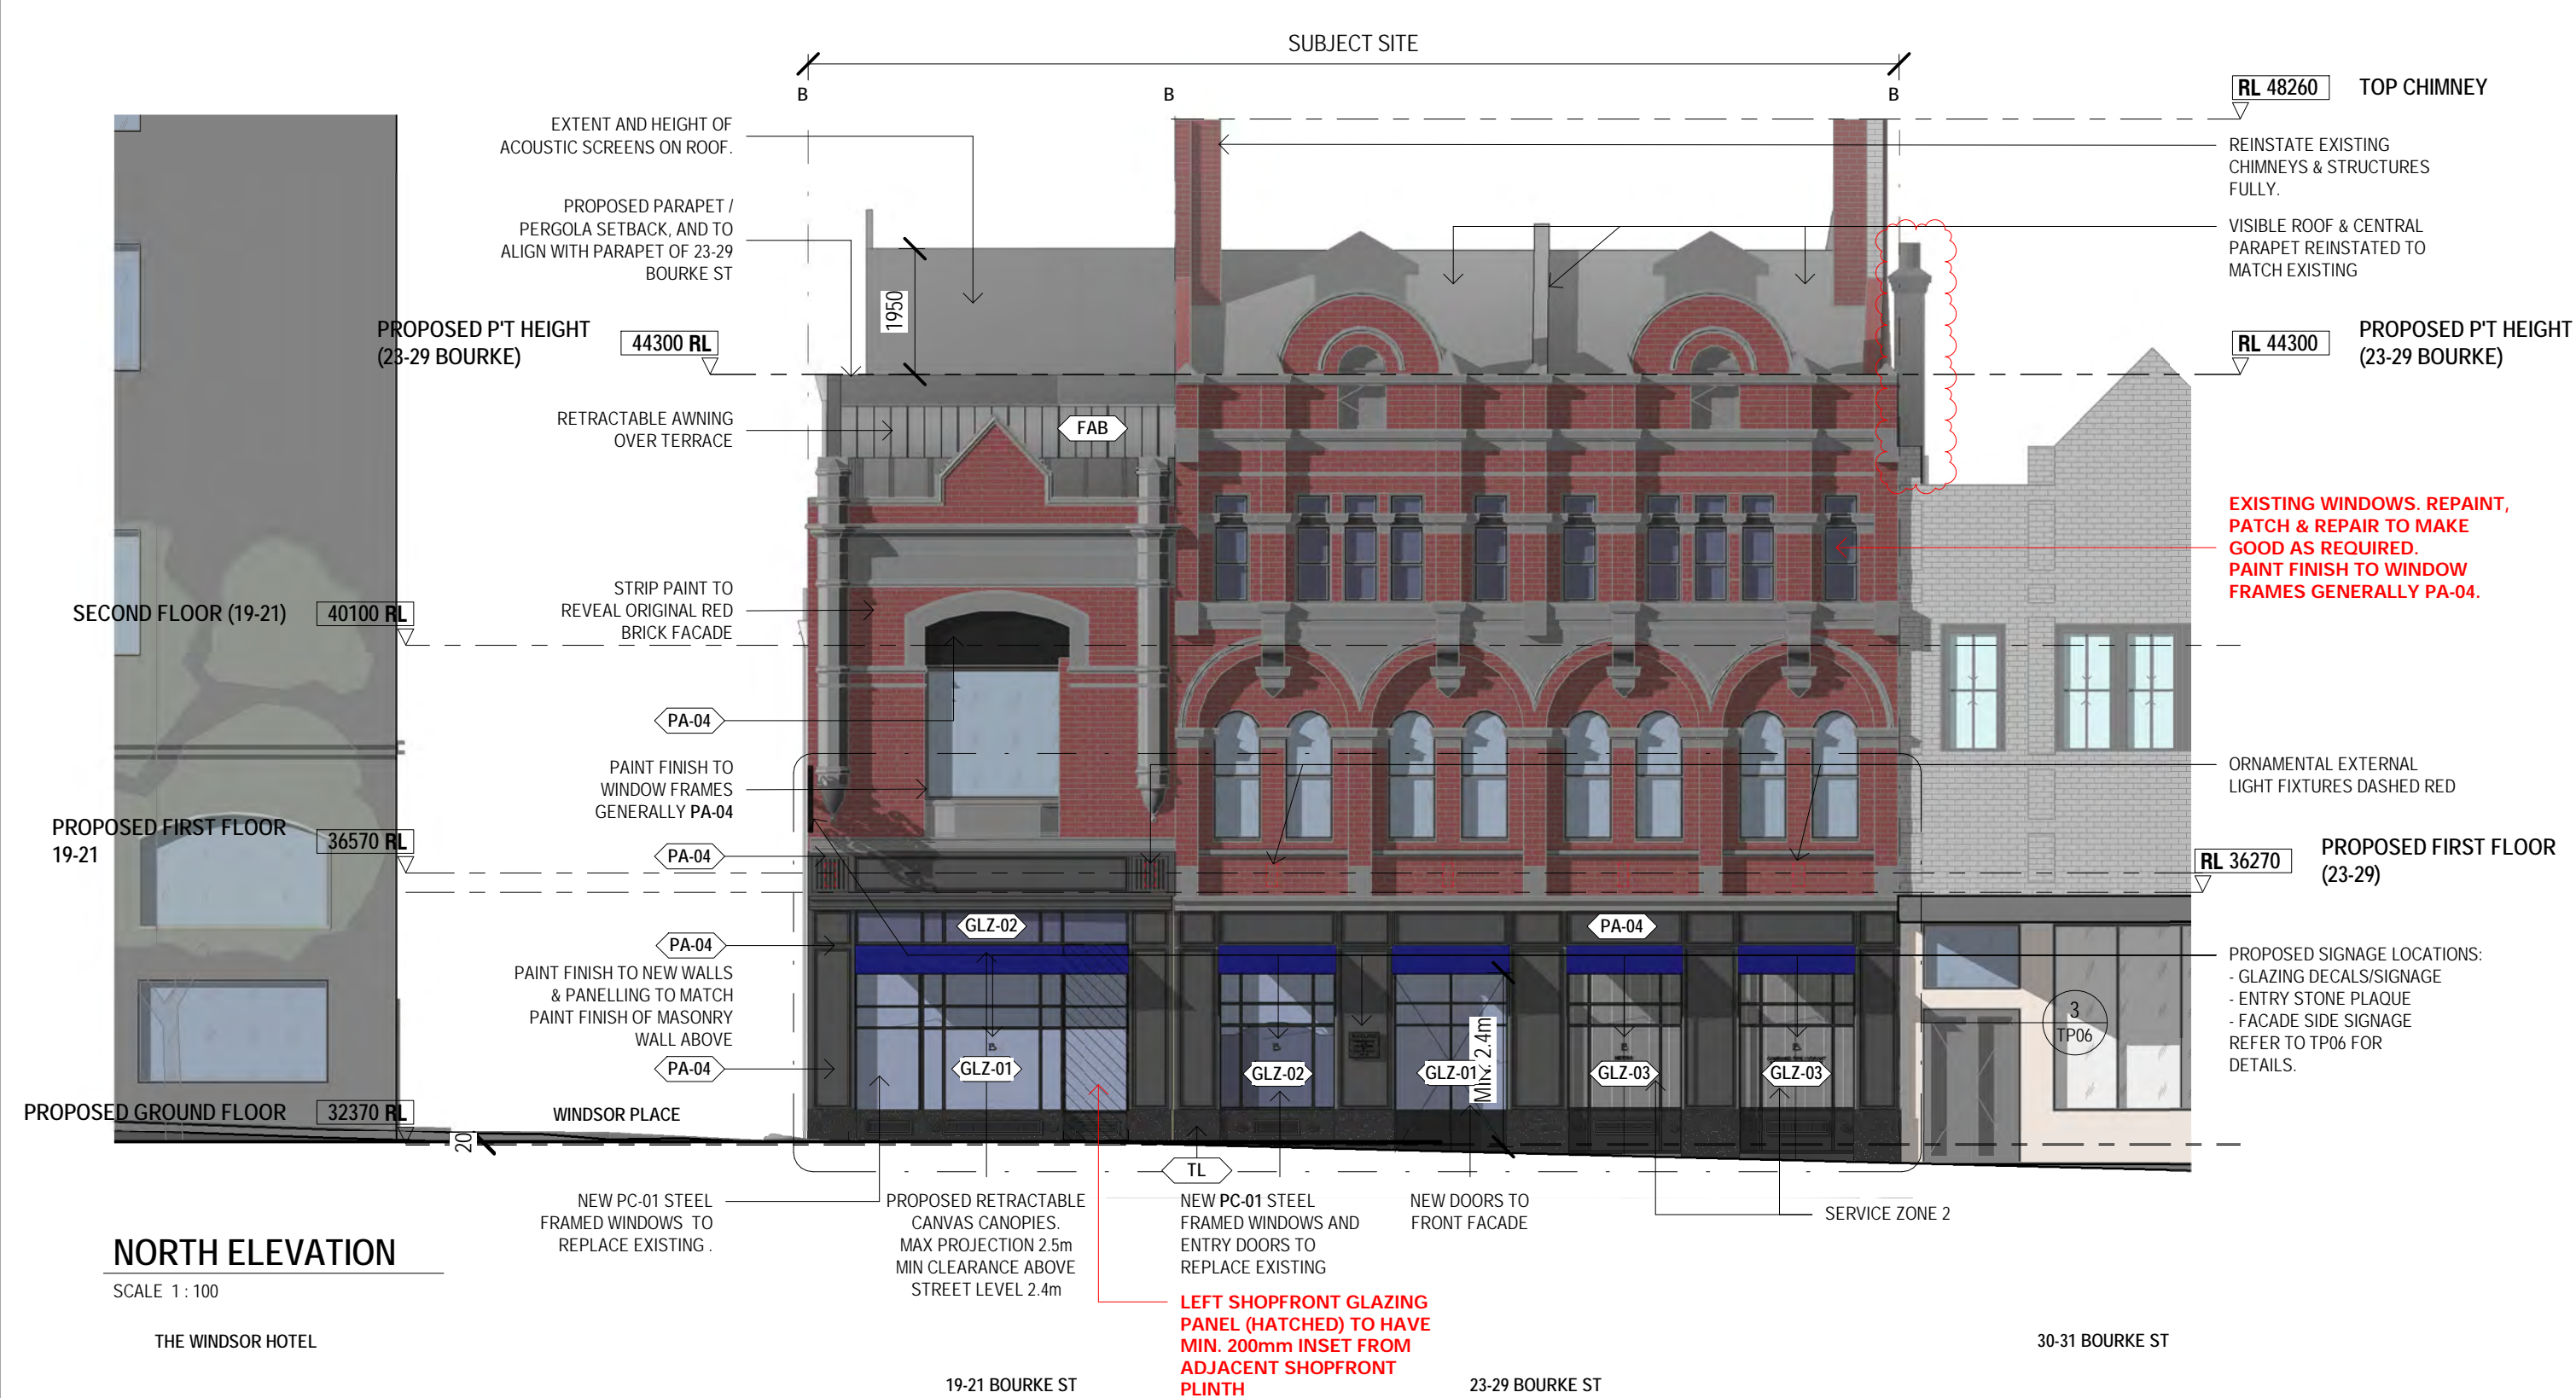 SUBJECT SITE
B
B
B
RL 48260
TOP CHIMNEY
EXTENT AND HEIGHT OF
ACOUSTIC SCREENS ON ROOF.
REINSTATE EXISTING
CHIMNEYS & STRUCTURES
FULLY.
PROPOSED PARAPET /
PERGOLA SETBACK, AND TO
ALIGN WITH PARAPET OF 23-29
BOURKE ST
VISIBLE ROOF & CENTRAL
PARAPET REINSTATED TO
MATCH EXISTING
1950
PROPOSED P'T HEIGHT
(23-29 BOURKE)
44300 RL
RL 44300
PROPOSED P'T HEIGHT
(23-29 BOURKE)
RETRACTABLE AWNING
OVER TERRACE
FAB
EXISTING WINDOWS. REPAINT,
PATCH & REPAIR TO MAKE
GOOD AS REQUIRED.
PAINT FINISH TO WINDOW
FRAMES GENERALLY PA-04.
STRIP PAINT TO
REVEAL ORIGINAL RED
BRICK FACADE
SECOND FLOOR (19-21)
40100 RL
PA-04
PAINT FINISH TO
WINDOW FRAMES
GENERALLY PA-04
ORNAMENTAL EXTERNAL
LIGHT FIXTURES DASHED RED
PROPOSED FIRST FLOOR
19-21
36570 RL
PA-04
RL 36270
PROPOSED FIRST FLOOR
(23-29)
GLZ-02
PA-04
PA-04
PAINT FINISH TO NEW WALLS
& PANELLING TO MATCH
PAINT FINISH OF MASONRY
WALL ABOVE
PROPOSED SIGNAGE LOCATIONS:
- GLAZING DECALS/SIGNAGE
- ENTRY STONE PLAQUE
- FACADE SIDE SIGNAGE
REFER TO TP06 FOR
DETAILS.
3
TP06
MIN. 2.4m
PA-04
GLZ-01
GLZ-02
GLZ-01
GLZ-03
GLZ-03
PROPOSED GROUND FLOOR
32370 RL
WINDSOR PLACE
20
TL
NEW PC-01 STEEL
FRAMED WINDOWS TO
REPLACE EXISTING .
PROPOSED RETRACTABLE
CANVAS CANOPIES.
MAX PROJECTION 2.5m
MIN CLEARANCE ABOVE
STREET LEVEL 2.4m
NEW PC-01 STEEL
FRAMED WINDOWS AND
ENTRY DOORS TO
REPLACE EXISTING
NEW DOORS TO
FRONT FACADE
SERVICE ZONE 2
NORTH ELEVATION
SCALE 1 : 100
LEFT SHOPFRONT GLAZING
PANEL (HATCHED) TO HAVE
MIN. 200mm INSET FROM
ADJACENT SHOPFRONT
PLINTH
THE WINDSOR HOTEL
19-21 BOURKE ST
23-29 BOURKE ST
30-31 BOURKE ST